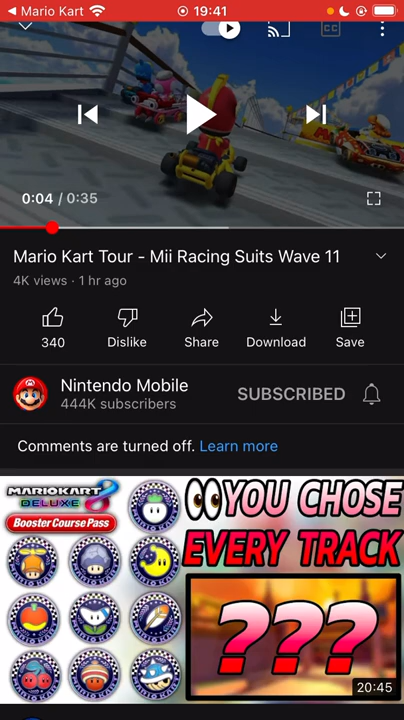 Mario Kart
19:41
CC
0:04 / 0:35
Mario Kart Tour - Mii Racing Suits Wave 11
4K views · 1 hr ago
340
Dislike
Share
Download
Save
Nintendo Mobile
444K subscribers
SUBSCRIBED
Comments are turned off. Learn more
MARIOKART 8
DELUXE
Booster Course Pass
YOU CHOSE
EVERY TRACK
???
20:45